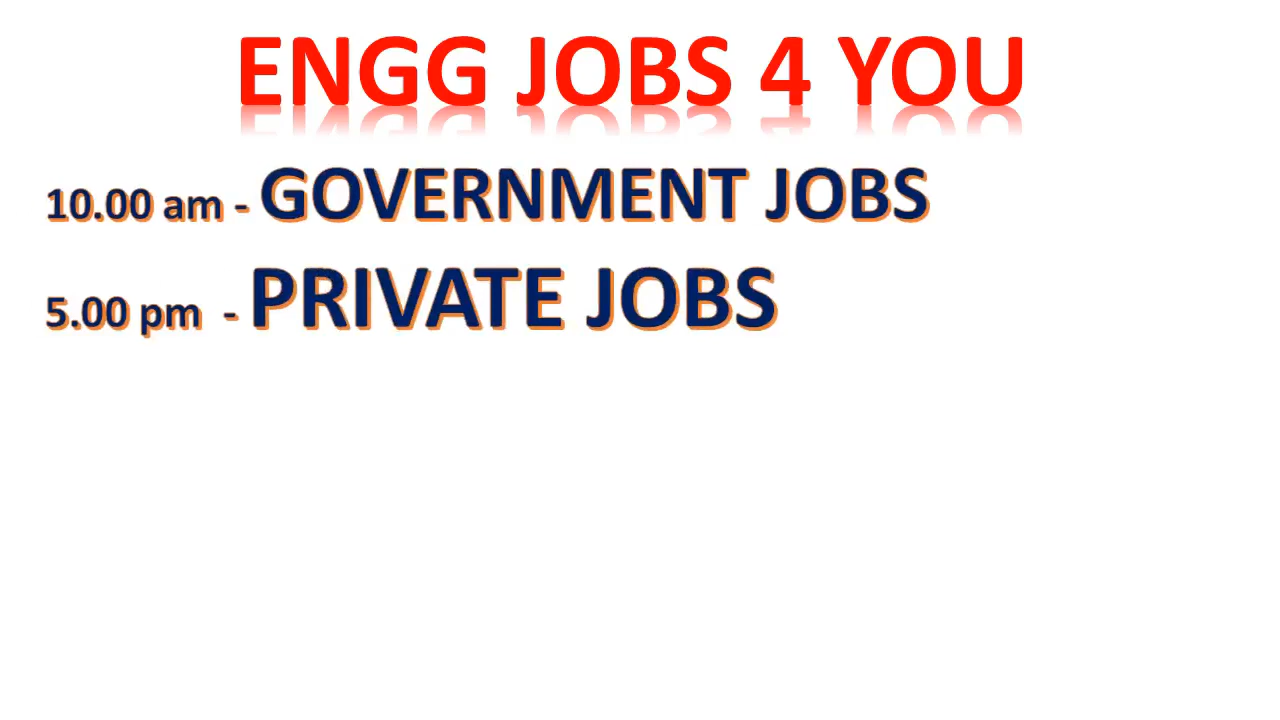 ENGG JOBS 4 YOU
10.00 am - GOVERNMENT JOBS
5.00 pm - PRIVATE JOBS